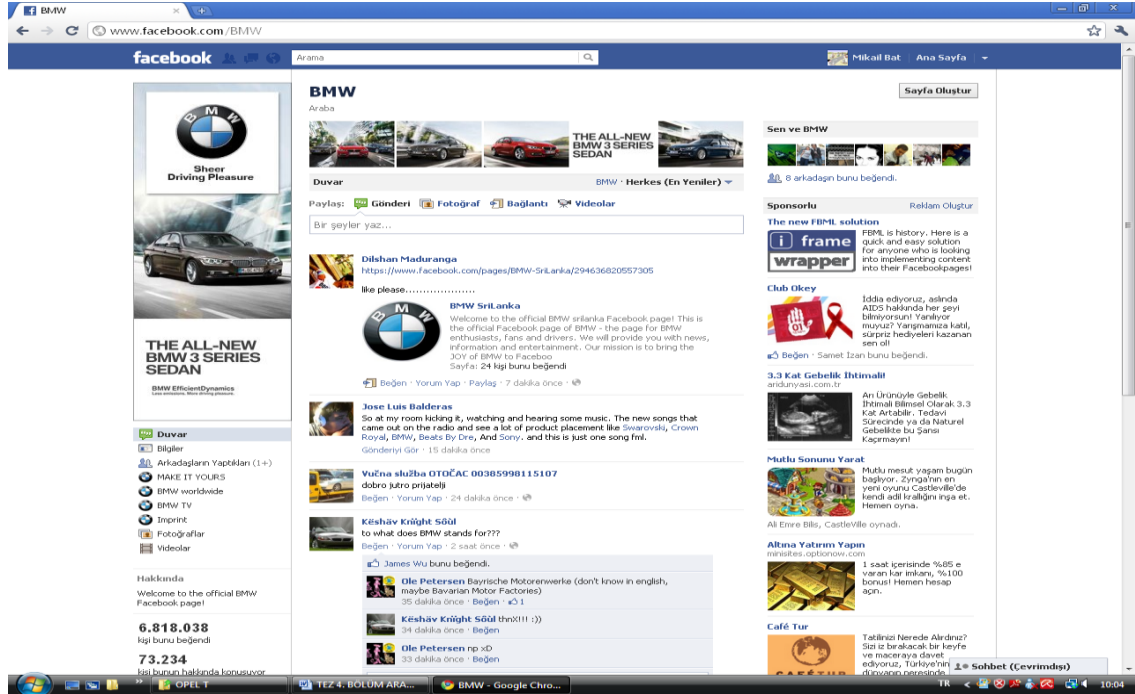 BMW
www.facebook.com/BMW
facebook
Arama
Mikail Bat
Ana Sayfa
BMW
Sheer
Driving Pleasure
THE ALL-NEW
BMW 3 SERIES
SEDAN
BMW EfficientDynamics
Less emissions. More driving pleasure.
Duvar
Bilgiler
Arkadaşların Yaptıkları (1+)
MAKE IT YOURS
BMW worldwide
BMW TV
Imprint
Fotoğraflar
Videolar
Hakkında
Welcome to the official BMW
Facebook page!
6.818.038
kişi bunu beğendi
73.234
kişi bunun hakkında konuşuyor
BMW
Araba
Sayfa Oluştur
THE ALL-NEW
BMW 3 SERIES
SEDAN
Duvar
BMW · Herkes (En Yeniler)
Paylaş: Gönderi Fotoğraf Bağlantı Videolar
Bir şeyler yaz...
Dilshan Maduranga
https://www.facebook.com/pages/BMW-SriLanka/294636820557305
like please....................
BMW
BMW SriLanka
Welcome to the official BMW srilanka Facebook page! This is
the official Facebook page of BMW - the page for BMW
enthusiasts, fans and drivers. We will provide you with news,
information and entertainment. Our mission is to bring the
JOY of BMW to Faceboo
Sayfa: 24 kişi bunu beğendi
Beğen · Yorum Yap · Paylaş · 7 dakika önce ·
Jose Luis Balderas
So at my room kicking it, watching and hearing some music. The new songs that
came out on the radio and see a lot of product placement like Swarovski, Crown
Royal, BMW, Beats By Dre, And Sony. and this is just one song fml.
Gönderiyi Gör · 15 dakika önce
Vučna služba OTOČAC 00385998115107
dobro jutro prijatelji
Beğen · Yorum Yap · 24 dakika önce ·
Këshäv Krïïght Sôùl
to what does BMW stands for???
Beğen · Yorum Yap · 2 saat önce ·
James Wu bunu beğendi.
Ole Petersen Bayrische Motorenwerke (don't know in english,
maybe Bavarian Motor Factories)
35 dakika önce · Beğen · 1
Këshäv Krïïght Sôùl thnX!!! :))
34 dakika önce · Beğen
Ole Petersen np xD
33 dakika önce · Beğen
Sen ve BMW
8 arkadaşın bunu beğendi.
Sponsorlu
Reklam Oluştur
The new FBML solution
i frame
wrapper
FBML is history. Here is a
quick and easy solution
for anyone who is looking
into implementing content
into their Facebookpages!
Club Okey
01
İddia ediyoruz, aslında
AIDS hakkında her şeyi
bilmiyorsun! Yanılıyor
muyuz? Yarışmamıza katıl,
sürpriz hediyeleri kazanan
sen ol!
Beğen · Samet Izan bunu beğendi.
3.3 Kat Gebelik İhtimali!
aridunyasi.com.tr
Arı Ürünüyle Gebelik
İhtimali Bilimsel Olarak 3.3
Kat Artabilir. Tedavi
Sürecinde ya da Naturel
Gebelikte bu Şansı
Kaçırmayın!
Mutlu Sonunu Yarat
Mutlu mesut yaşam bugün
başlıyor. Zynga'nın en
yeni oyunu Castleville'de
kendi adil krallığını inşa et.
Hemen oyna.
Ali Emre Bilis, CastleVille oynadı.
Altına Yatırım Yapın
minisites.optionow.com
1 saat içerisinde %85 e
varan kar imkanı, %100
bonus! Hemen hesap
açın.
Café Tur
CAFÉTUR
Tatilinizi Nerede Alırdınız?
Sizi iz bırakacak bir keyfe
ve maceraya davet
ediyoruz, Türkiye'nin
dünyanın neresinde
Sohbet (Çevrimdışı)
OPEL T
TEZ 4. BÖLÜM ARA...
BMW - Google Chro...
TR
10:04